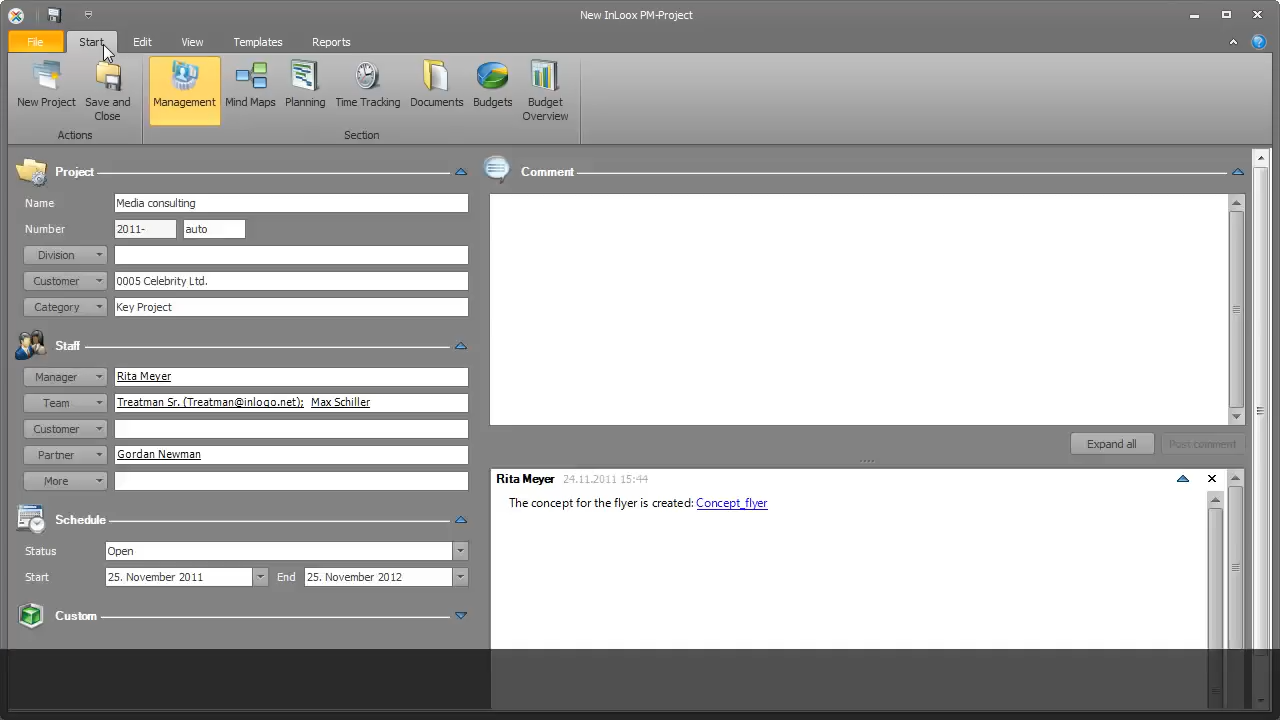 New InLoox PM-Project
File Start Edit View Templates Reports
New Project Save and Close Management Mind Maps Planning Time Tracking Documents Budgets Budget Overview
Actions Section
Project
Name Media consulting
Number 2011- auto
Division
Customer 0005 Celebrity Ltd.
Category Key Project
Staff
Manager Rita Meyer
Team Treatman Sr. (Treatman@inlogo.net); Max Schiller
Customer
Partner Gordan Newman
More
Schedule
Status Open
Start 25. November 2011 End 25. November 2012
Custom
Comment
Expand all Post comment
Rita Meyer 24.11.2011 15:44
The concept for the flyer is created: Concept_flyer